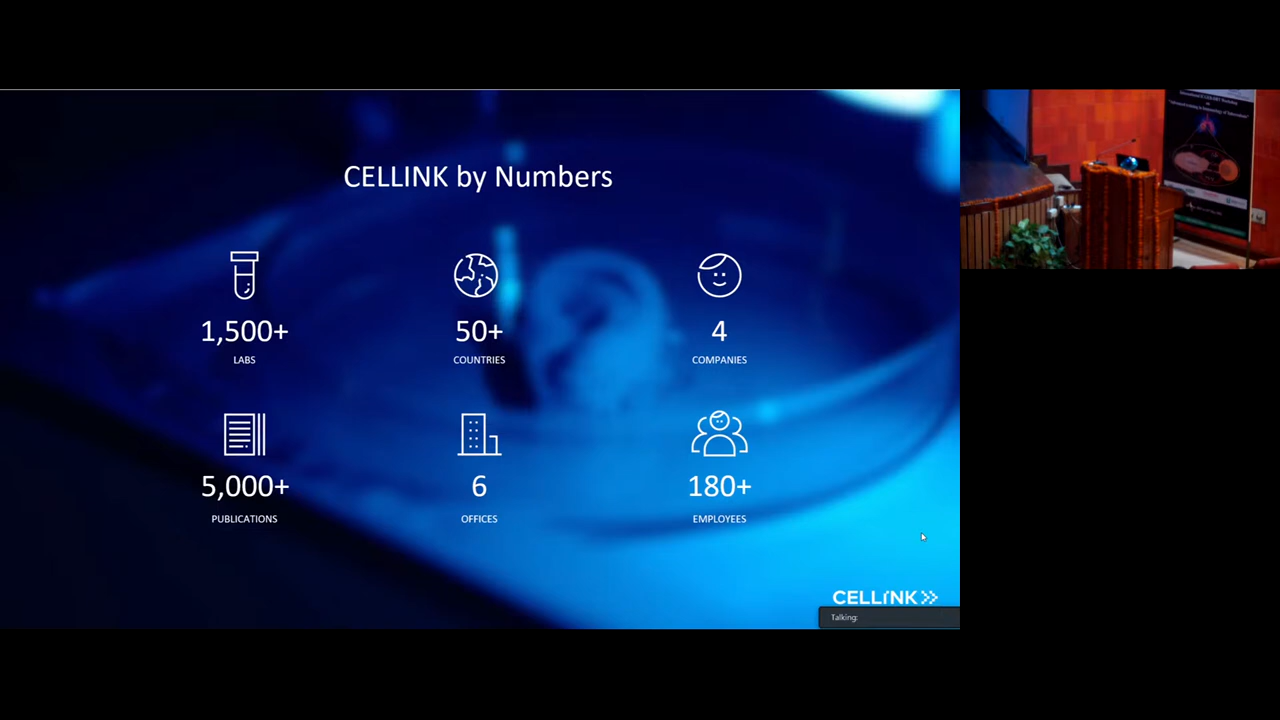 CELLINK by Numbers
1,500+
LABS
50+
COUNTRIES
4
COMPANIES
5,000+
PUBLICATIONS
6
OFFICES
180+
EMPLOYEES
CELLINK
Talking: